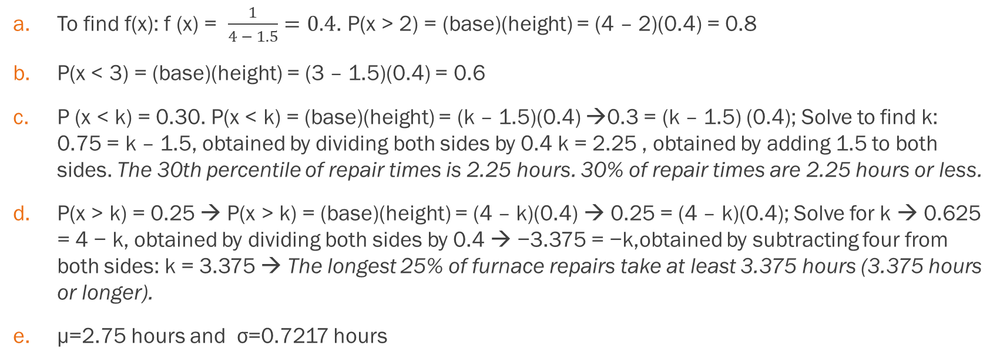 a. To find f(x): f (x) = 1/(4 − 1.5) = 0.4. P(x > 2) = (base)(height) = (4 – 2)(0.4) = 0.8
b. P(x < 3) = (base)(height) = (3 – 1.5)(0.4) = 0.6
c. P (x < k) = 0.30. P(x < k) = (base)(height) = (k – 1.5)(0.4) →0.3 = (k – 1.5) (0.4); Solve to find k:
0.75 = k – 1.5, obtained by dividing both sides by 0.4 k = 2.25 , obtained by adding 1.5 to both
sides. The 30th percentile of repair times is 2.25 hours. 30% of repair times are 2.25 hours or less.
d. P(x > k) = 0.25 → P(x > k) = (base)(height) = (4 – k)(0.4) → 0.25 = (4 – k)(0.4); Solve for k → 0.625
= 4 − k, obtained by dividing both sides by 0.4 → −3.375 = −k,obtained by subtracting four from
both sides: k = 3.375 → The longest 25% of furnace repairs take at least 3.375 hours (3.375 hours
or longer).
e. μ=2.75 hours and σ=0.7217 hours